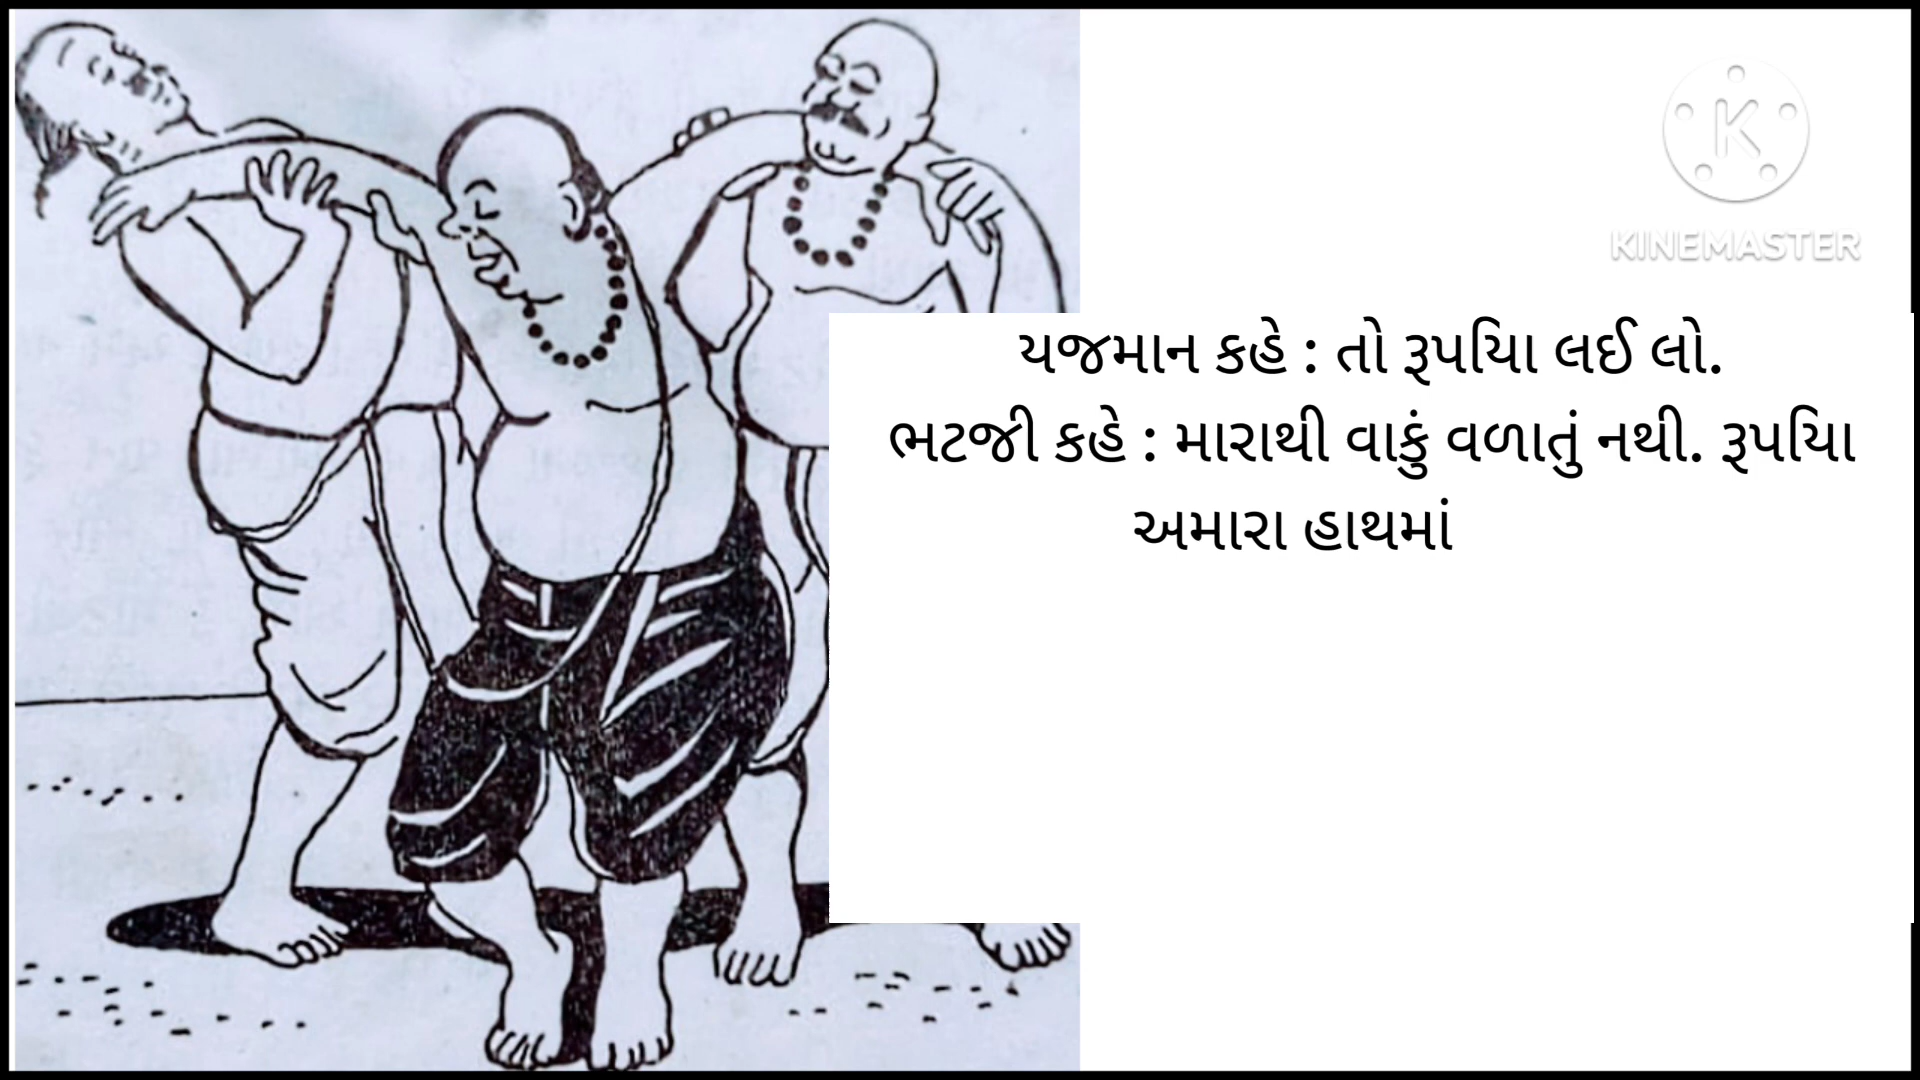 KINEMASTER
યજમાન કહે : તો રૂપિયા લઈ લો.
ભટજી કહે : મારાથી વાકું વળાતું નથી. રૂપિયા
અમારા હાથમાં